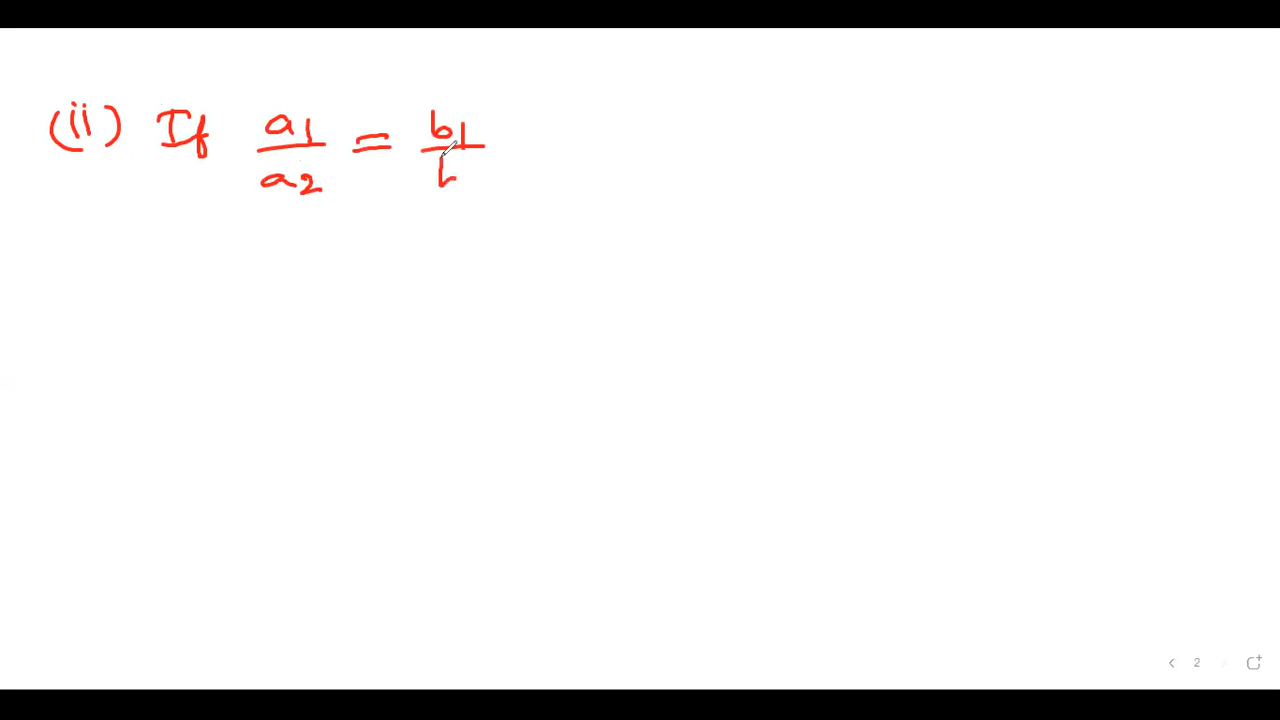 (ii) If a1/a2 = b1/b
2